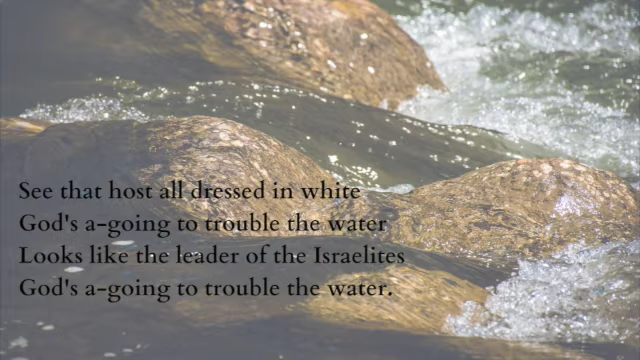 See that host all dressed in white
God's a-going to trouble the water
Looks like the leader of the Israelites
God's a-going to trouble the water.